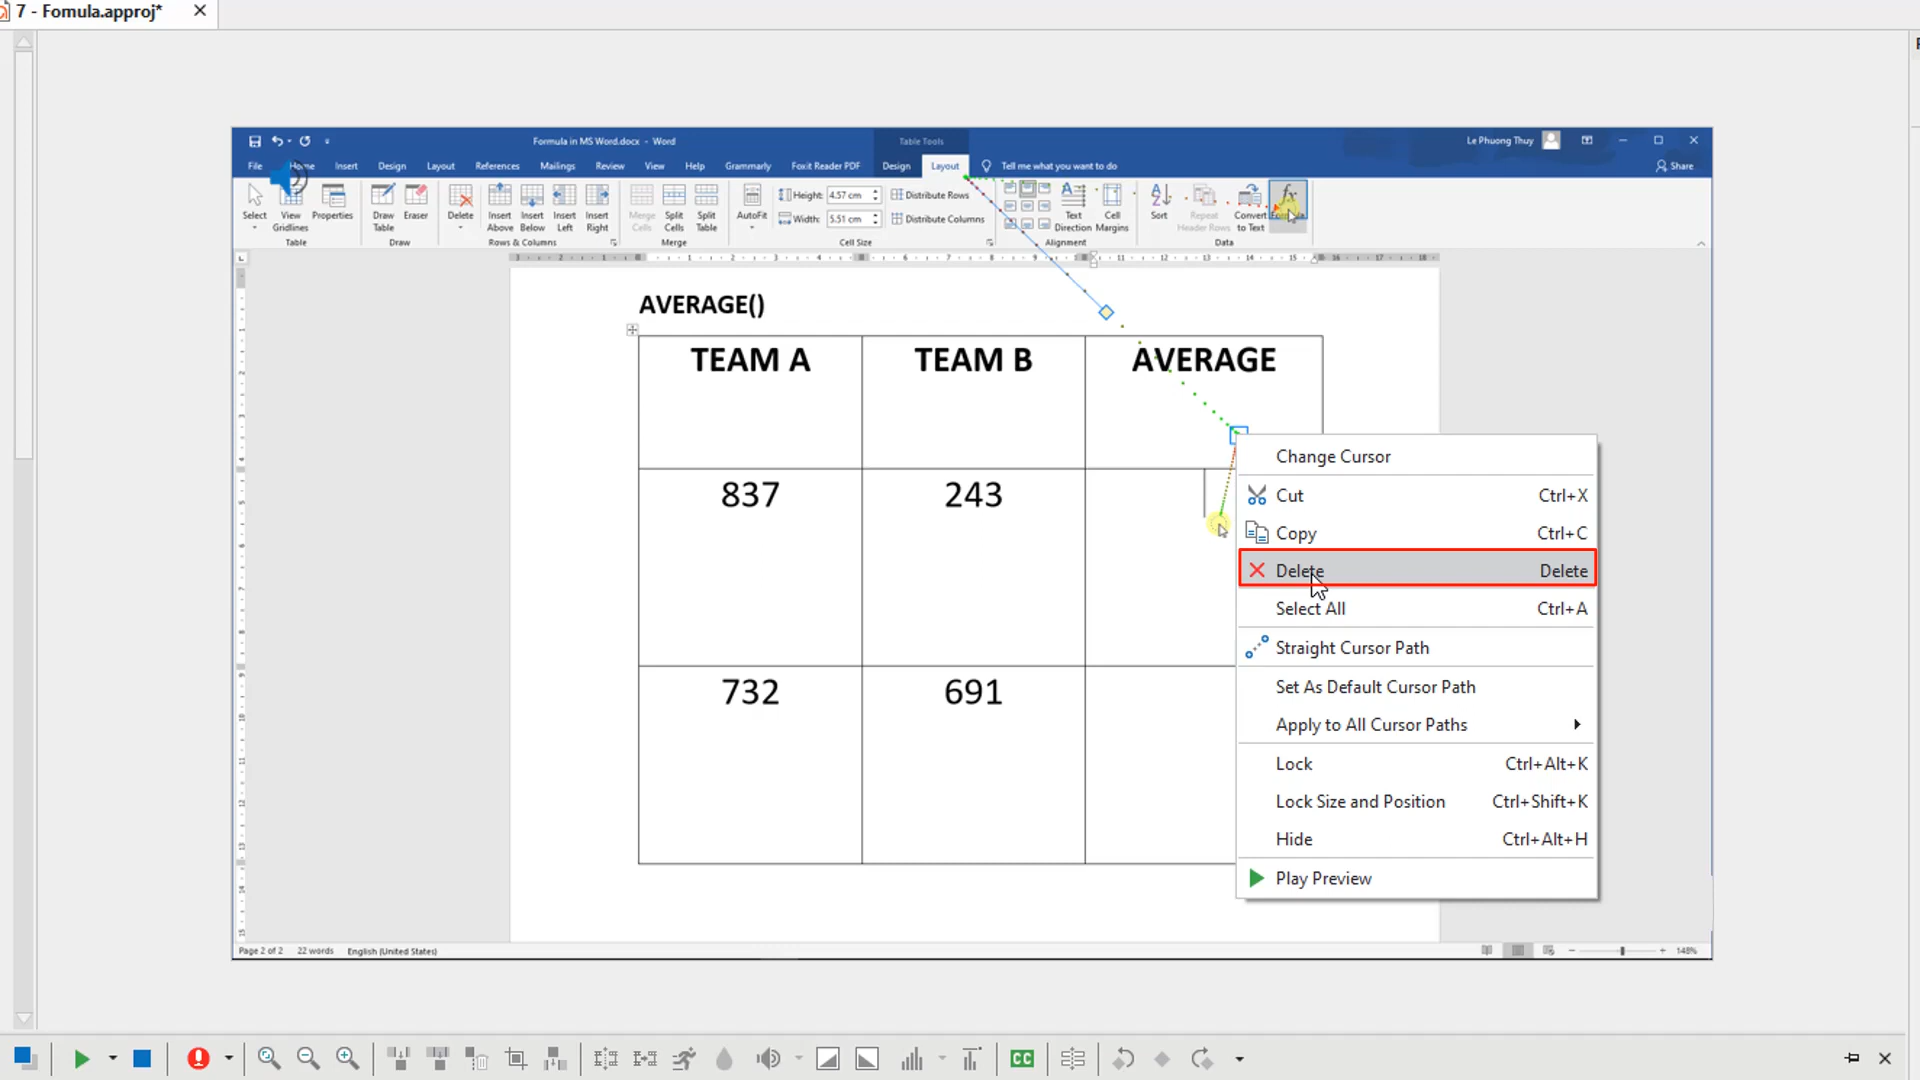 7 - Fomula.approj*
Formula in MS Word.docx - Word
Table Tools
Le Phuong Thuy
File
Home
Insert
Design
Layout
References
Mailings
Review
View
Help
Grammarly
Foxit Reader PDF
Design
Layout
Tell me what you want to do
Share
Select
View Gridlines
Properties
Table
Draw Table
Eraser
Draw
Delete
Insert Above
Insert Below
Insert Left
Insert Right
Rows & Columns
Merge Cells
Split Cells
Split Table
Merge
AutoFit
Height: 4.57 cm
Width: 5.51 cm
Distribute Rows
Distribute Columns
Cell Size
Text Direction
Cell Margins
Alignment
Sort
Repeat Header Rows
Convert to Text
Formula
Data
AVERAGE()
TEAM A TEAM B AVERAGE
837 243
732 691
Change Cursor
Cut Ctrl+X
Copy Ctrl+C
Delete Delete
Select All Ctrl+A
Straight Cursor Path
Set As Default Cursor Path
Apply to All Cursor Paths
Lock Ctrl+Alt+K
Lock Size and Position Ctrl+Shift+K
Hide Ctrl+Alt+H
Play Preview
Page 2 of 2 22 words English (United States)
148%
CC